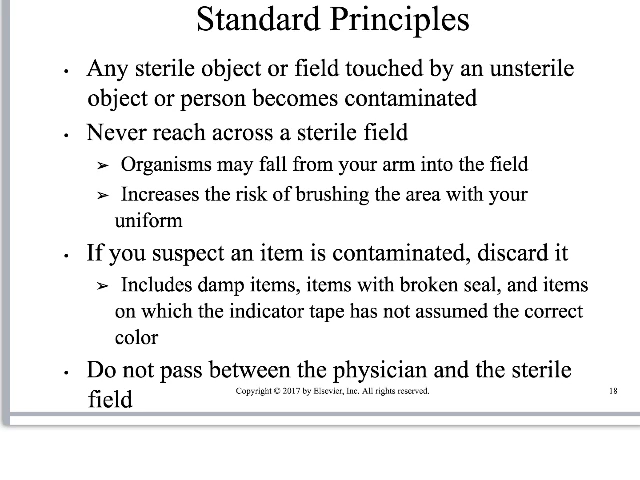 Standard Principles
• Any sterile object or field touched by an unsterile
object or person becomes contaminated
• Never reach across a sterile field
➢ Organisms may fall from your arm into the field
➢ Increases the risk of brushing the area with your
uniform
• If you suspect an item is contaminated, discard it
➢ Includes damp items, items with broken seal, and items
on which the indicator tape has not assumed the correct
color
• Do not pass between the physician and the sterile
field
Copyright © 2017 by Elsevier, Inc. All rights reserved.
18